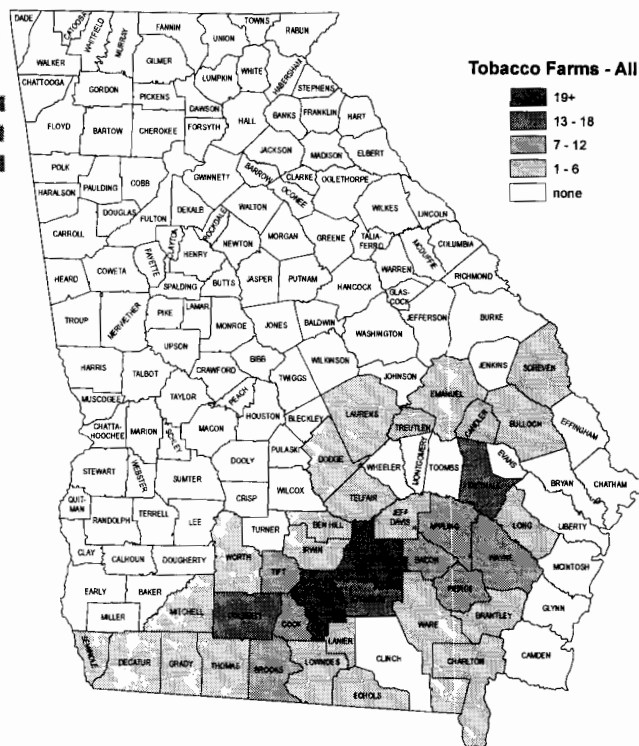 Tobacco Farms - All
19+
13 - 18
7 - 12
1 - 6
none
DADE
CATOOSA
WHITFIELD
MURRAY
FANNIN
UNION
TOWNS
RABUN
WALKER
GILMER
LUMPKIN
WHITE
HABERSHAM
STEPHENS
CHATTOOGA
GORDON
PICKENS
DAWSON
HALL
BANKS
FRANKLIN
HART
FLOYD
BARTOW
CHEROKEE
FORSYTH
JACKSON
MADISON
ELBERT
POLK
PAULDING
COBB
GWINNETT
BARROW
CLARKE
OCONEE
OGLETHORPE
HARALSON
DOUGLAS
FULTON
DEKALB
ROCKDALE
WALTON
WILKES
LINCOLN
CARROLL
CLAYTON
HENRY
NEWTON
MORGAN
GREENE
TALIA-
FERRO
MCDUFFIE
COLUMBIA
HEARD
COWETA
FAYETTE
SPALDING
BUTTS
JASPER
PUTNAM
HANCOCK
WARREN
GLAS-
COCK
RICHMOND
TROUP
MERIWETHER
PIKE
LAMAR
MONROE
JONES
BALDWIN
WASHINGTON
JEFFERSON
BURKE
UPSON
HARRIS
TALBOT
CRAWFORD
BIBB
TWIGGS
WILKINSON
JOHNSON
JENKINS
SCREVEN
EMANUEL
MUSCOGEE
TAYLOR
PEACH
HOUSTON
BLECKLEY
LAURENS
TREUTLEN
CANDLER
BULLOCH
EFFINGHAM
CHATTA-
HOOCHEE
MARION
SCHLEY
MACON
DOOLY
PULASKI
DODGE
WHEELER
MONTGOMERY
TOOMBS
EVANS
BRYAN
CHATHAM
STEWART
WEBSTER
SUMTER
CRISP
WILCOX
TELFAIR
QUIT-
MAN
RANDOLPH
TERRELL
LEE
TURNER
BEN HILL
JEFF
DAVIS
APPLING
LONG
LIBERTY
CLAY
CALHOUN
DOUGHERTY
WORTH
TIFT
IRWIN
BACON
WAYNE
MCINTOSH
EARLY
BAKER
MILLER
MITCHELL
COOK
PIERCE
GLYNN
WARE
BRANTLEY
SEMINOLE
DECATUR
GRADY
THOMAS
BROOKS
LOWNDES
LANIER
CLINCH
CHARLTON
CAMDEN
ECHOLS